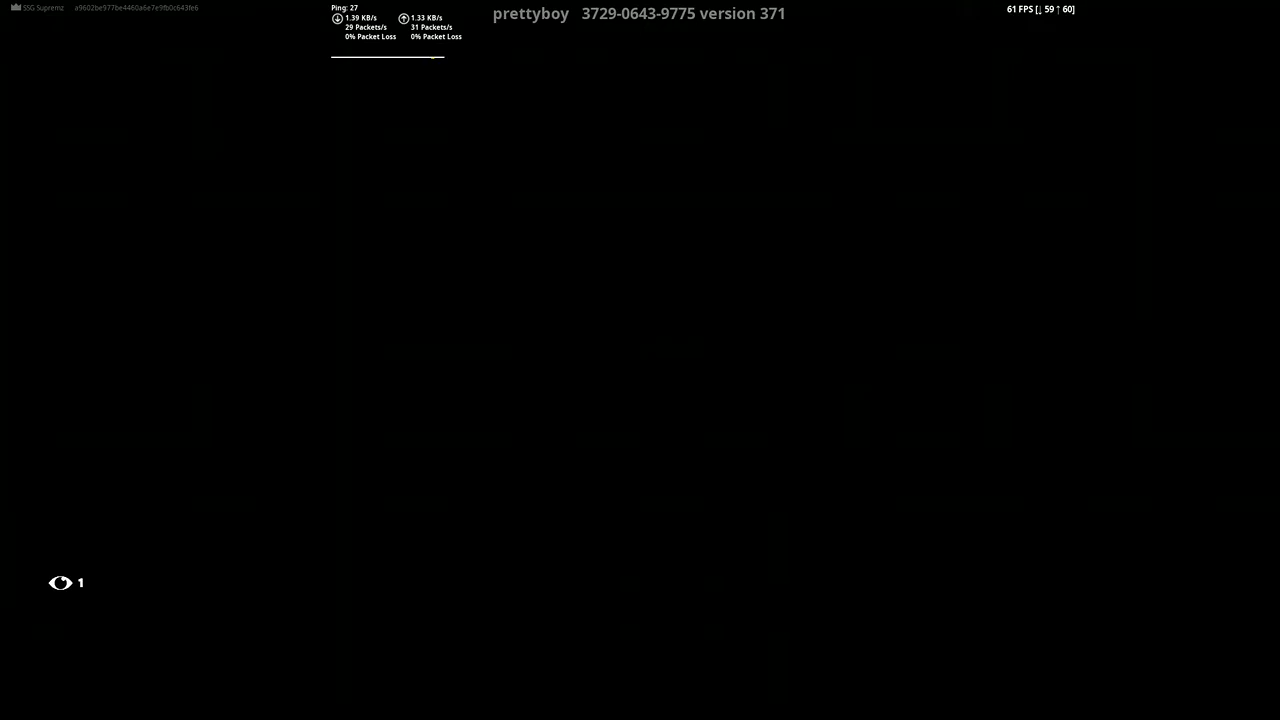 SSG Supremz a9602be977be4460a6e7e9fb0c643fe6
Ping: 27
1.39 KB/s 1.33 KB/s
29 Packets/s 31 Packets/s
0% Packet Loss 0% Packet Loss
prettyboy 3729-0643-9775 version 371
61 FPS [↓ 59 ↑ 60]
1